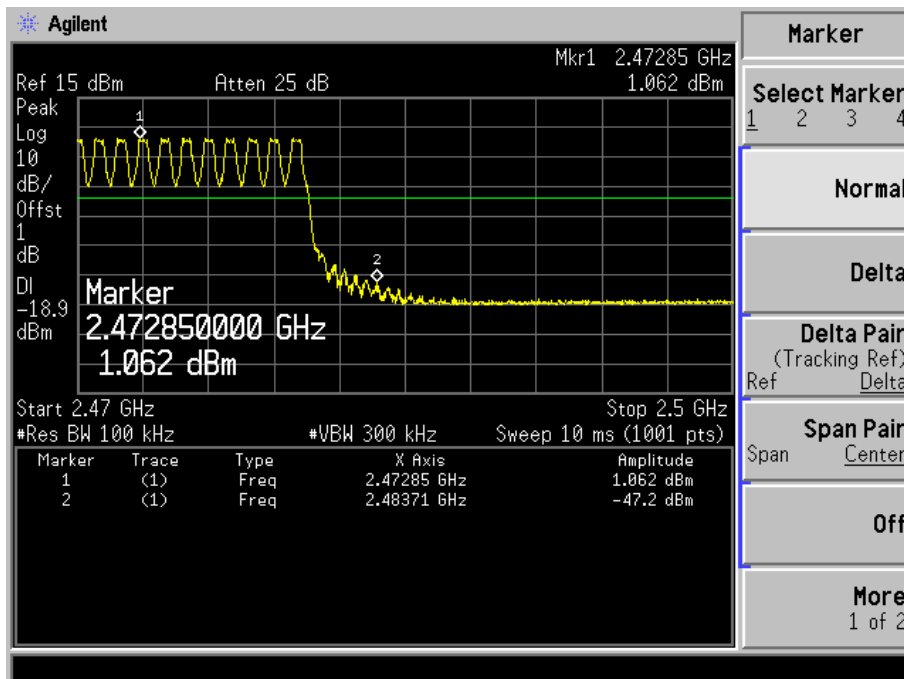 Agilent
Mkr1 2.47285 GHz
Ref 15 dBm Atten 25 dB 1.062 dBm
Peak
Log
10
dB/
Offst
1
dB
DI
-18.9
dBm
1
2
Marker
2.472850000 GHz
1.062 dBm
Start 2.47 GHz Stop 2.5 GHz
#Res BW 100 kHz #VBW 300 kHz Sweep 10 ms (1001 pts)
Marker Trace Type X Axis Amplitude
1 (1) Freq 2.47285 GHz 1.062 dBm
2 (1) Freq 2.48371 GHz -47.2 dBm
Marker
Select Marker
1 2 3 4
Normal
Delta
Delta Pair
(Tracking Ref)
Ref Delta
Span Pair
Span Center
Off
More
1 of 2